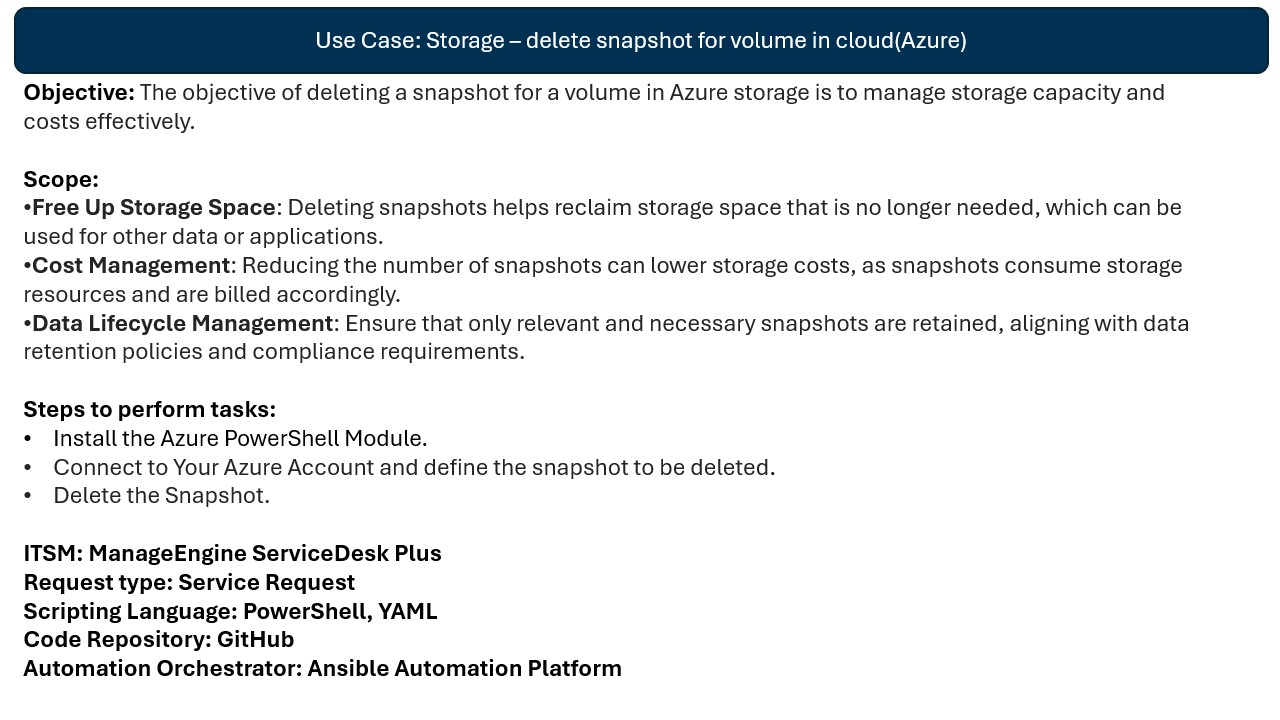 Use Case: Storage – delete snapshot for volume in cloud(Azure)
Objective: The objective of deleting a snapshot for a volume in Azure storage is to manage storage capacity and
costs effectively.
Scope:
•Free Up Storage Space: Deleting snapshots helps reclaim storage space that is no longer needed, which can be
used for other data or applications.
•Cost Management: Reducing the number of snapshots can lower storage costs, as snapshots consume storage
resources and are billed accordingly.
•Data Lifecycle Management: Ensure that only relevant and necessary snapshots are retained, aligning with data
retention policies and compliance requirements.
Steps to perform tasks:
• Install the Azure PowerShell Module.
• Connect to Your Azure Account and define the snapshot to be deleted.
• Delete the Snapshot.
ITSM: ManageEngine ServiceDesk Plus
Request type: Service Request
Scripting Language: PowerShell, YAML
Code Repository: GitHub
Automation Orchestrator: Ansible Automation Platform